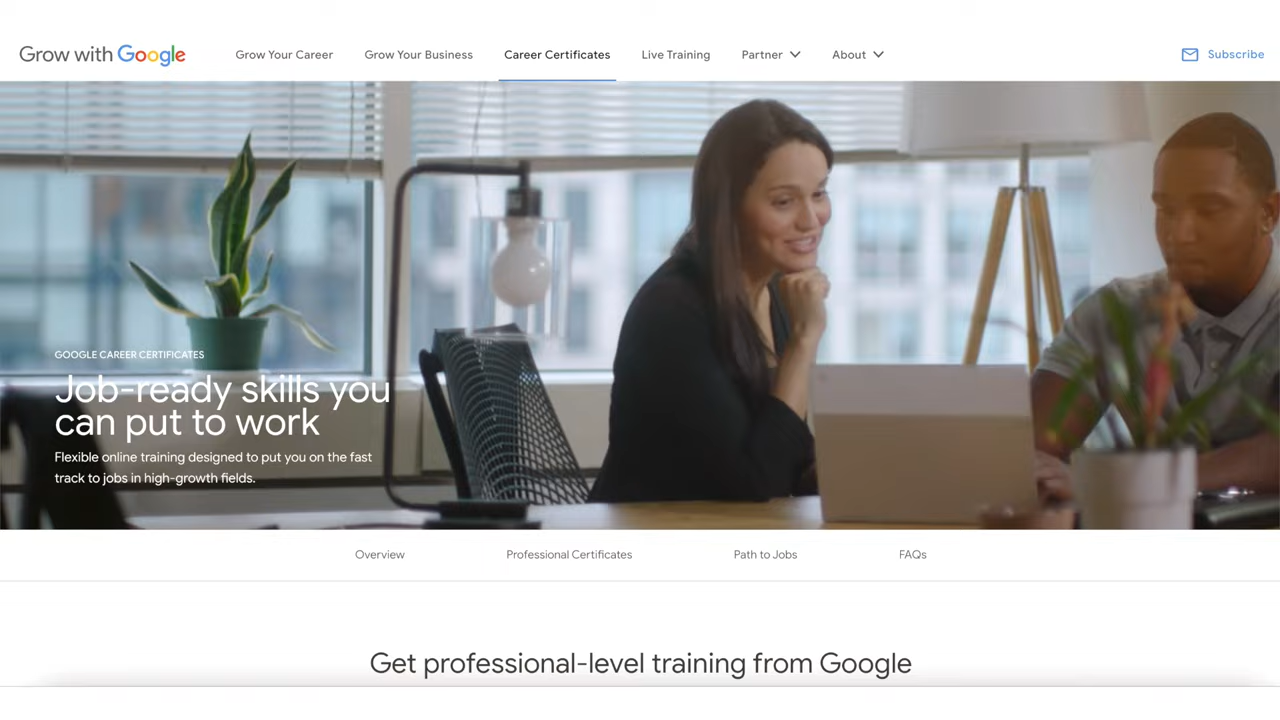 Grow with Google
Grow Your Career
Grow Your Business
Career Certificates
Live Training
Partner
About
Subscribe
GOOGLE CAREER CERTIFICATES
Job-ready skills you
can put to work
Flexible online training designed to put you on the fast
track to jobs in high-growth fields.
Overview
Professional Certificates
Path to Jobs
FAQs
Get professional-level training from Google